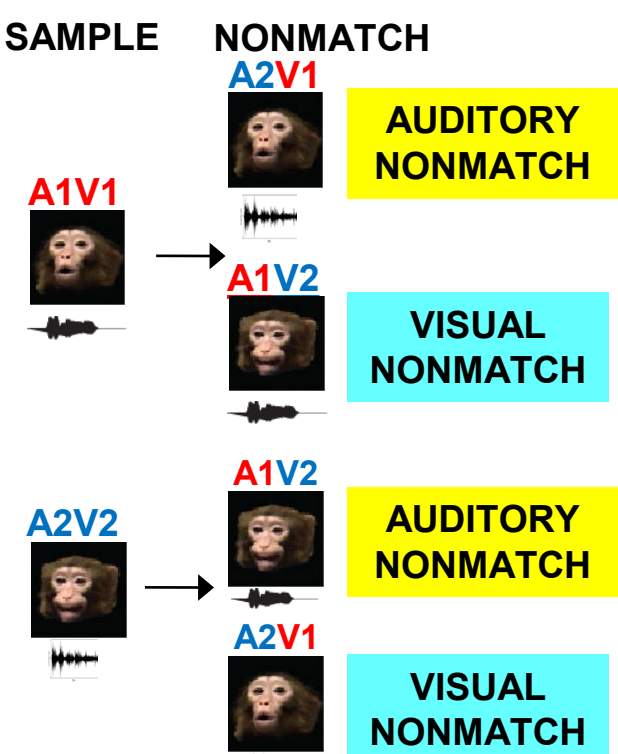 SAMPLE NONMATCH
A2V1
AUDITORY
NONMATCH
A1V1
A1V2
VISUAL
NONMATCH
A1V2
A2V2
AUDITORY
NONMATCH
A2V1
VISUAL
NONMATCH